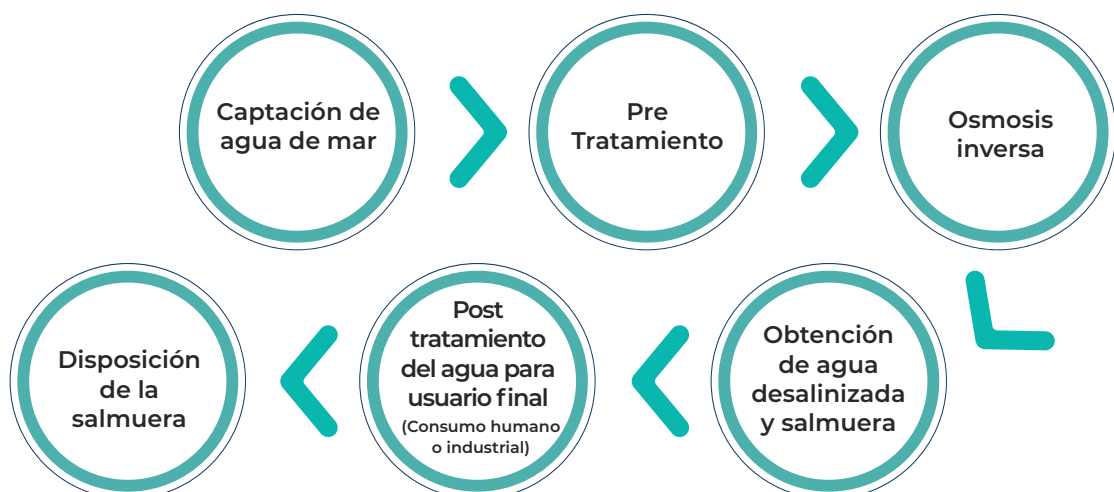 Captación de
agua de mar
Pre
Tratamiento
Osmosis
inversa
Obtención
de agua
desalinizada
y salmuera
Post
tratamiento
del agua para
usuario final
(Consumo humano
o industrial)
Disposición
de la
salmuera